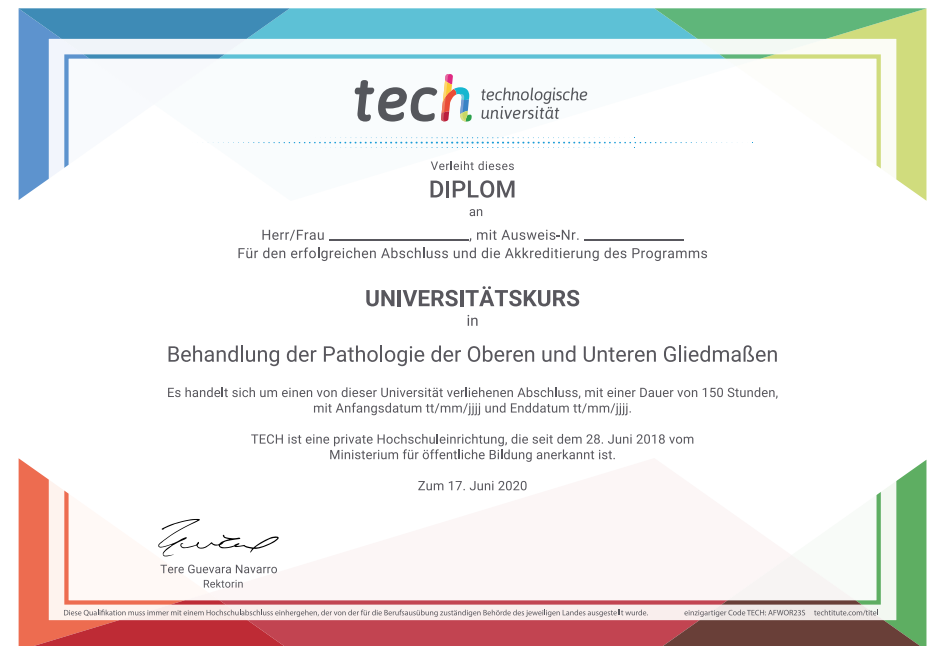 tech technologische
universität
Verleiht dieses
DIPLOM
an
Herr/Frau ____________________, mit Ausweis-Nr. ______________
Für den erfolgreichen Abschluss und die Akkreditierung des Programms
UNIVERSITÄTSKURS
in
Behandlung der Pathologie der Oberen und Unteren Gliedmaßen
Es handelt sich um einen von dieser Universität verliehenen Abschluss, mit einer Dauer von 150 Stunden,
mit Anfangsdatum tt/mm/jjjj und Enddatum tt/mm/jjjj.
TECH ist eine private Hochschuleinrichtung, die seit dem 28. Juni 2018 vom
Ministerium für öffentliche Bildung anerkannt ist.
Zum 17. Juni 2020
Tere Guevara Navarro
Rektorin
Diese Qualifikation muss immer mit einem Hochschulabschluss einhergehen, der von der für die Berufsausübung zuständigen Behörde des jeweiligen Landes ausgestellt wurde. einzigartiger Code TECH: AFWOR23S techtitute.com/titel